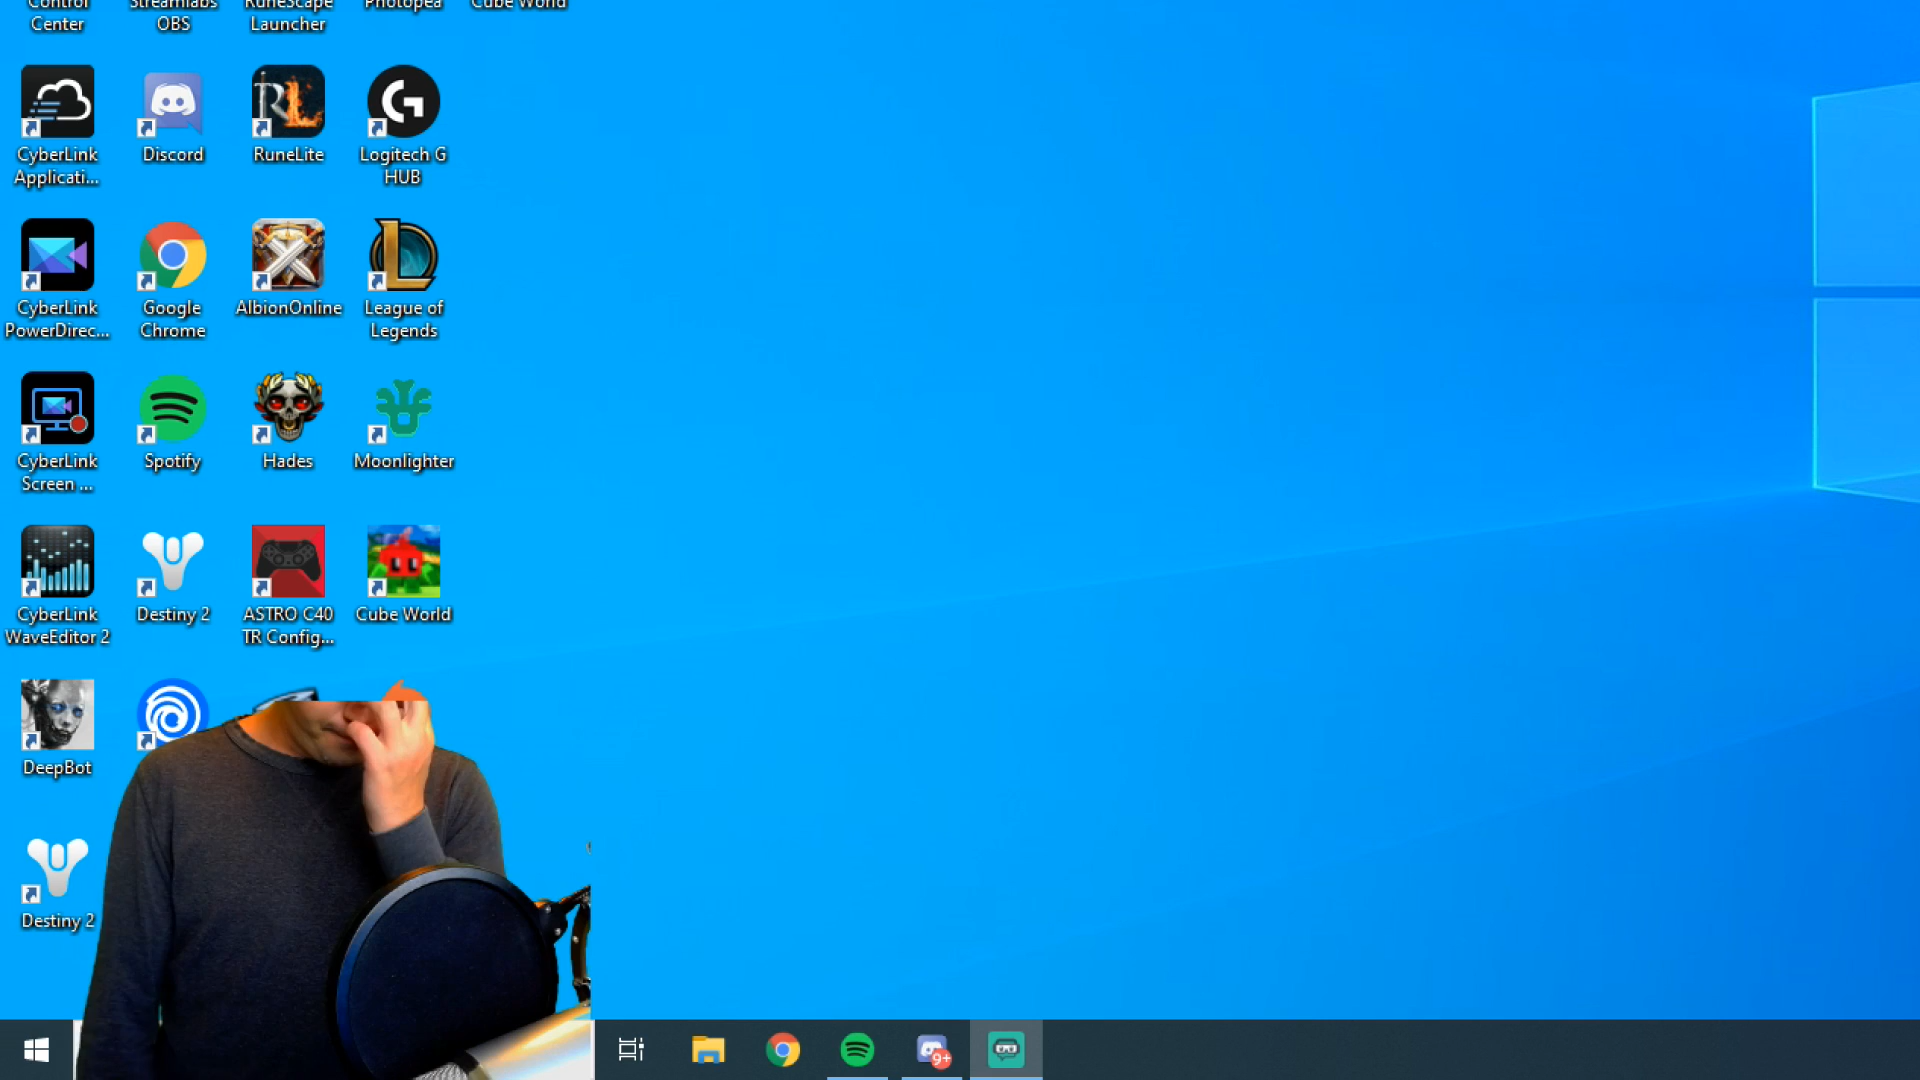 Control
Center
Streamlabs
OBS
RuneScape
Launcher
Photopea
Cube World
CyberLink
Applicati...
Discord
RuneLite
Logitech G
HUB
CyberLink
PowerDirec...
Google
Chrome
AlbionOnline
League of
Legends
CyberLink
Screen ...
Spotify
Hades
Moonlighter
CyberLink
WaveEditor 2
Destiny 2
ASTRO C40
TR Config...
Cube World
DeepBot
Destiny 2
9+